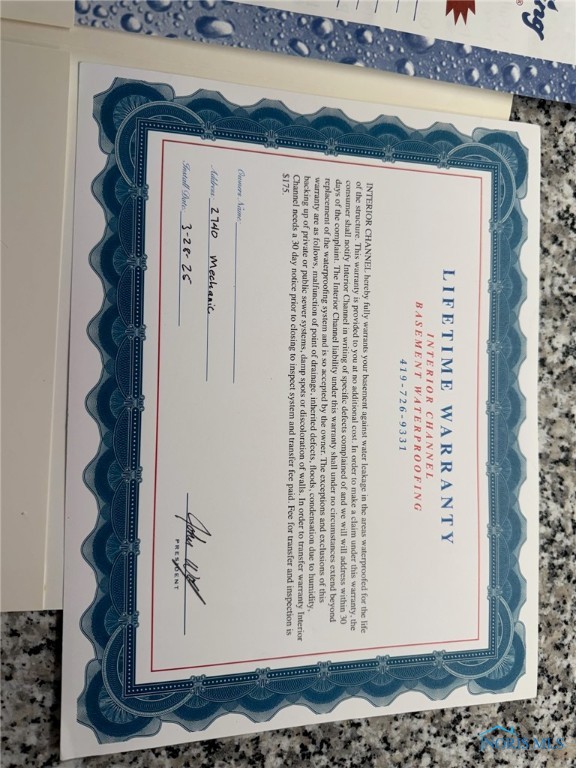 LIFETIME WARRANTY
INTERIOR CHANNEL
BASEMENT WATERPROOFING
419-726-9331
INTERIOR CHANNEL hereby fully warrants your basement against water leakage in the areas waterproofed for the life
of the structure. This warranty is provided to you at no additional cost. In order to make a claim under this warranty, the
consumer shall notify Interior Channel in writing of specific defects complained of and we will will address within 30
days of the complaint. The Interior Channel liability under this warranty shall under no circumstances extend beyond
replacement of the waterproofing system and is so accepted by the owner. The exceptions and exclusions of this
warranty are as follows, malfunction of point of drainage, inherited defects, floods, condensation due to humidity,
backing up of private or public sewer systems, damp spots or discoloration of walls. In order to transfer warranty Interior
Channel needs a 30 day notice prior to closing to inspect system and transfer fee paid. Fee for transfer and inspection is
$175.
Owners Name:
Address: 2740 Mechanic
Install Date: 3-28-25
PRESIDENT
ing
®
MLS